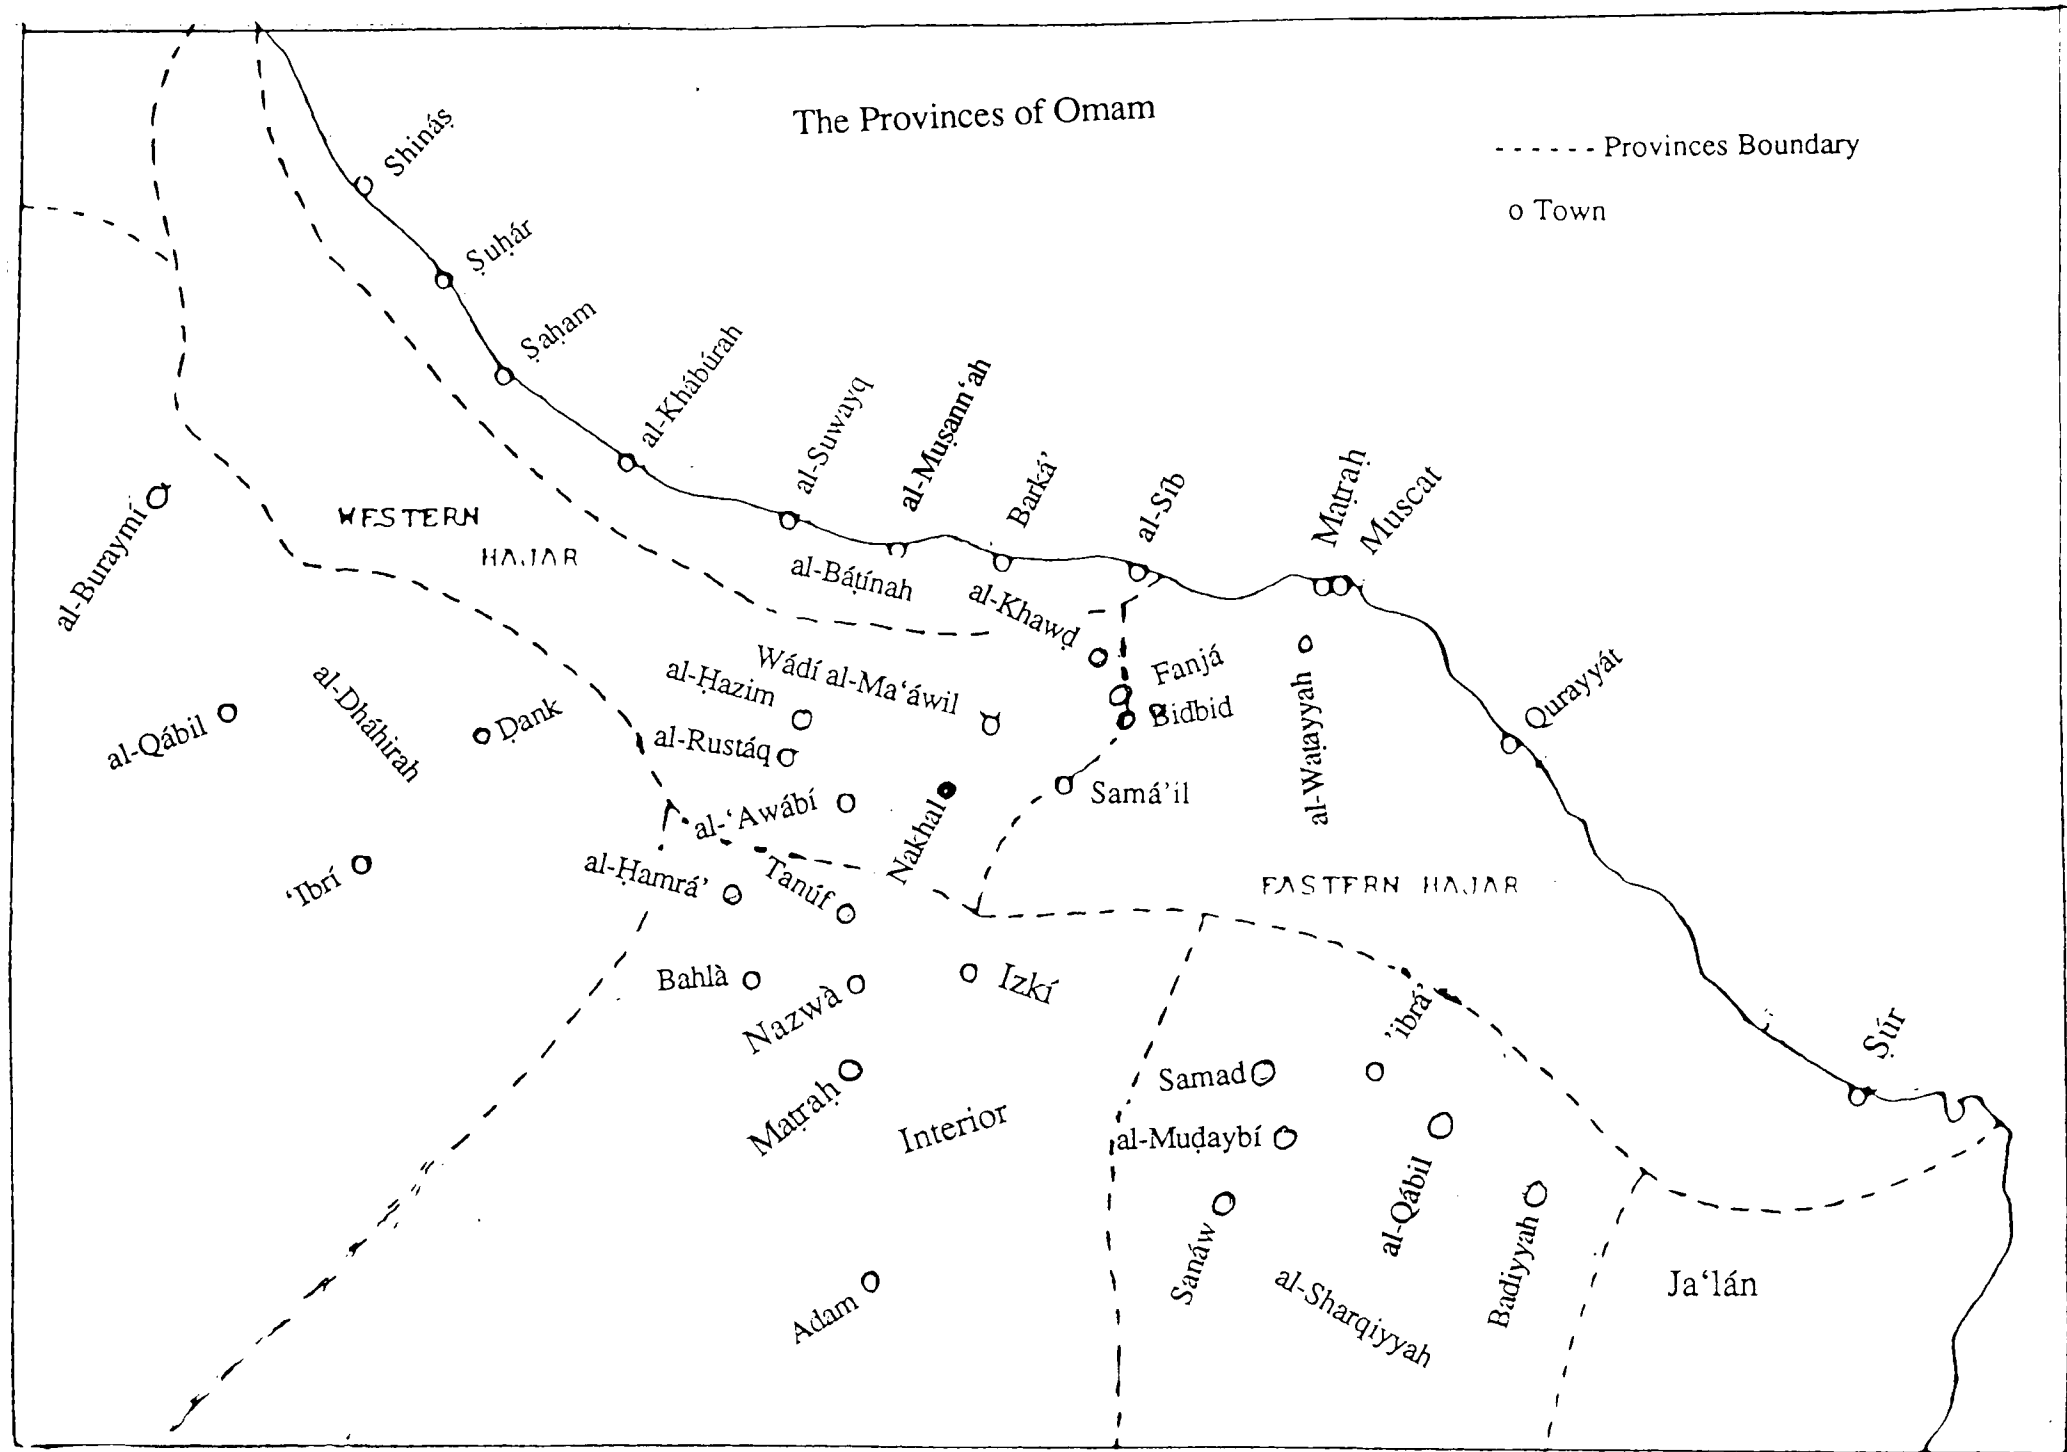 The Provinces of Omam
------ Provinces Boundary
o Town
Shináṣ
Ṣuḥár
Ṣaḥam
al-Khábúrah
al-Suwayq
al-Muṣann‘ah
Barká’
al-Síb
Maṭraḥ
Muscat
al-Buraymí
WESTERN
HAJAR
al-Báṭínah
al-Khawḍ
Fanjá
Bidbid
Qurayyát
Wádí al-Ma‘áwil
al-Ḥazim
al-Rustáq
al-Qábil
al-Dháhirah
Ḍank
al-Waṭayyah
Samá’il
al-‘Awábí
Nakhal
‘Ibrí
al-Ḥamrá’
Tanúf
EASTERN HAJAR
Bahlà
Nazwà
Izkí
’ibrá’
Ṣúr
Maṭraḥ
Interior
Samad
al-Muḍaybí
al-Qábil
Sanáw
Badiyyah
al-Sharqiyyah
Ja‘lán
Adam